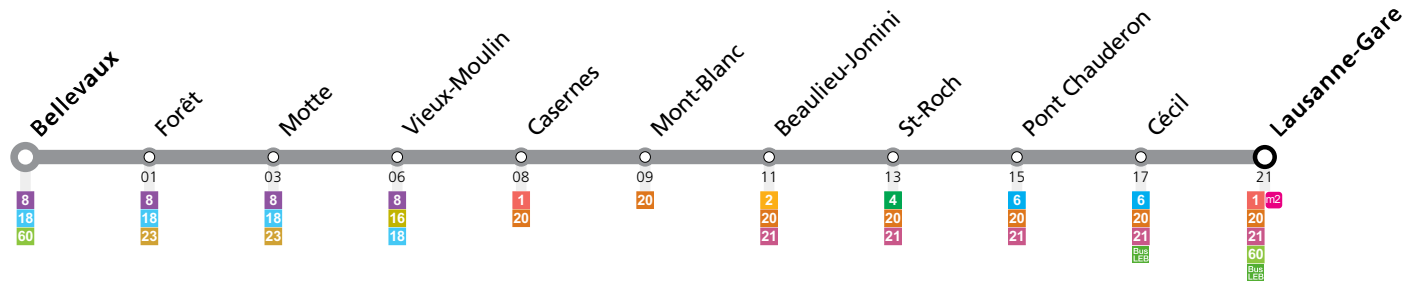 Bellevaux
Forêt
Motte
Vieux-Moulin
Casernes
Mont-Blanc
Beaulieu-Jomini
St-Roch
Pont Chauderon
Cécil
Lausanne-Gare
01 03 06 08 09 11 13 15 17 21
8 8 8 8 1 20 2 4 6 6 1 m2
18 18 18 16 20 20 20 20 20 20
60 23 23 18 21 21 21 21 21
Bus LEB 60
Bus LEB